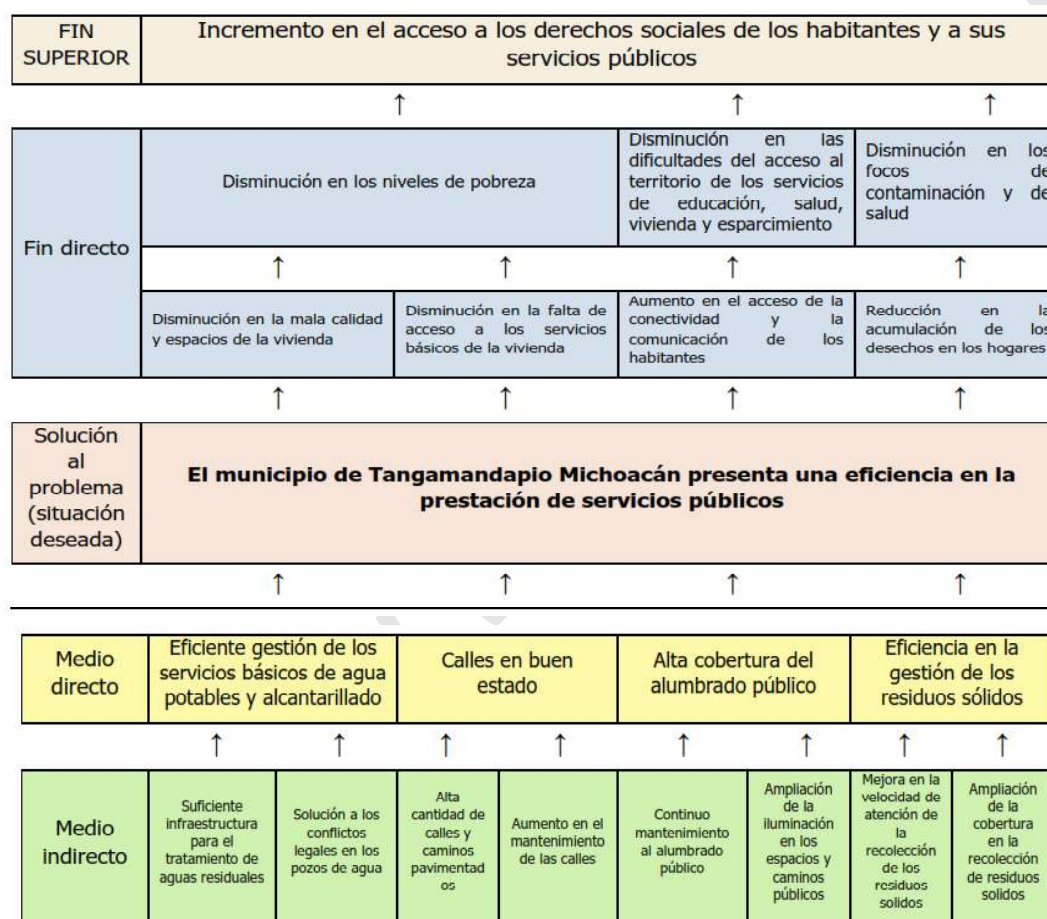 FIN
SUPERIOR
Incremento en el acceso a los derechos sociales de los habitantes y a sus
servicios públicos
↑ ↑ ↑
Fin directo
Disminución en los niveles de pobreza
Disminución en las
dificultades del acceso al
territorio de los servicios
de educación, salud,
vivienda y esparcimiento
Disminución en los
focos de
contaminación y de
salud
↑ ↑ ↑ ↑
Disminución en la mala calidad
y espacios de la vivienda
Disminución en la falta de
acceso a los servicios
básicos de la vivienda
Aumento en el acceso de la
conectividad y la
comunicación de los
habitantes
Reducción en la
acumulación de los
desechos en los hogares
↑ ↑ ↑ ↑
Solución
al
problema
(situación
deseada)
El municipio de Tangamandapio Michoacán presenta una eficiencia en la
prestación de servicios públicos
↑ ↑ ↑ ↑
Medio
directo
Eficiente gestión de los
servicios básicos de agua
potables y alcantarillado
Calles en buen
estado
Alta cobertura del
alumbrado público
Eficiencia en la
gestión de los
residuos sólidos
↑ ↑ ↑ ↑ ↑ ↑ ↑ ↑
Medio
indirecto
Suficiente
infraestructura
para el
tratamiento de
aguas residuales
Solución a los
conflictos
legales en los
pozos de agua
Alta
cantidad de
calles y
caminos
pavimentad
os
Aumento en el
mantenimiento
de las calles
Continuo
mantenimiento
al alumbrado
público
Ampliación
de la
iluminación
en los
espacios y
caminos
públicos
Mejora en la
velocidad de
atención de
la
recolección
de los
residuos
solidos
Ampliación
de la
cobertura
en la
recolección
de residuos
solidos